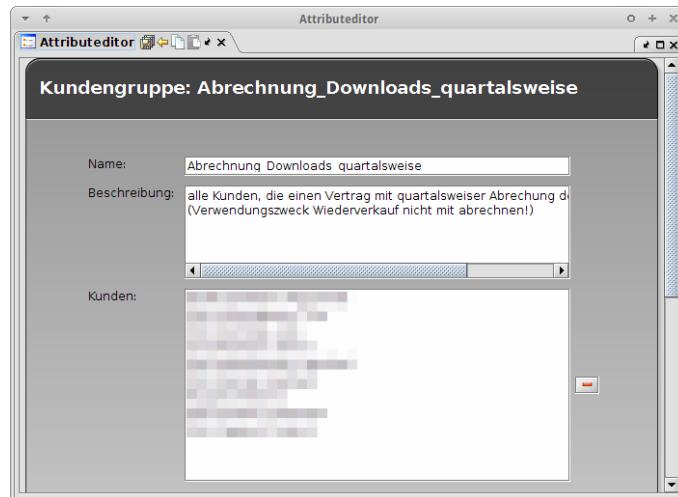 Attributeditor
Attributeditor
Kundengruppe: Abrechnung_Downloads_quartalsweise
Name:
Abrechnung_Downloads_quartalsweise
Beschreibung:
alle Kunden, die einen Vertrag mit quartalsweiser Abrechung
(Verwendungszweck Wiederverkauf nicht mit abrechnen!)
Kunden: